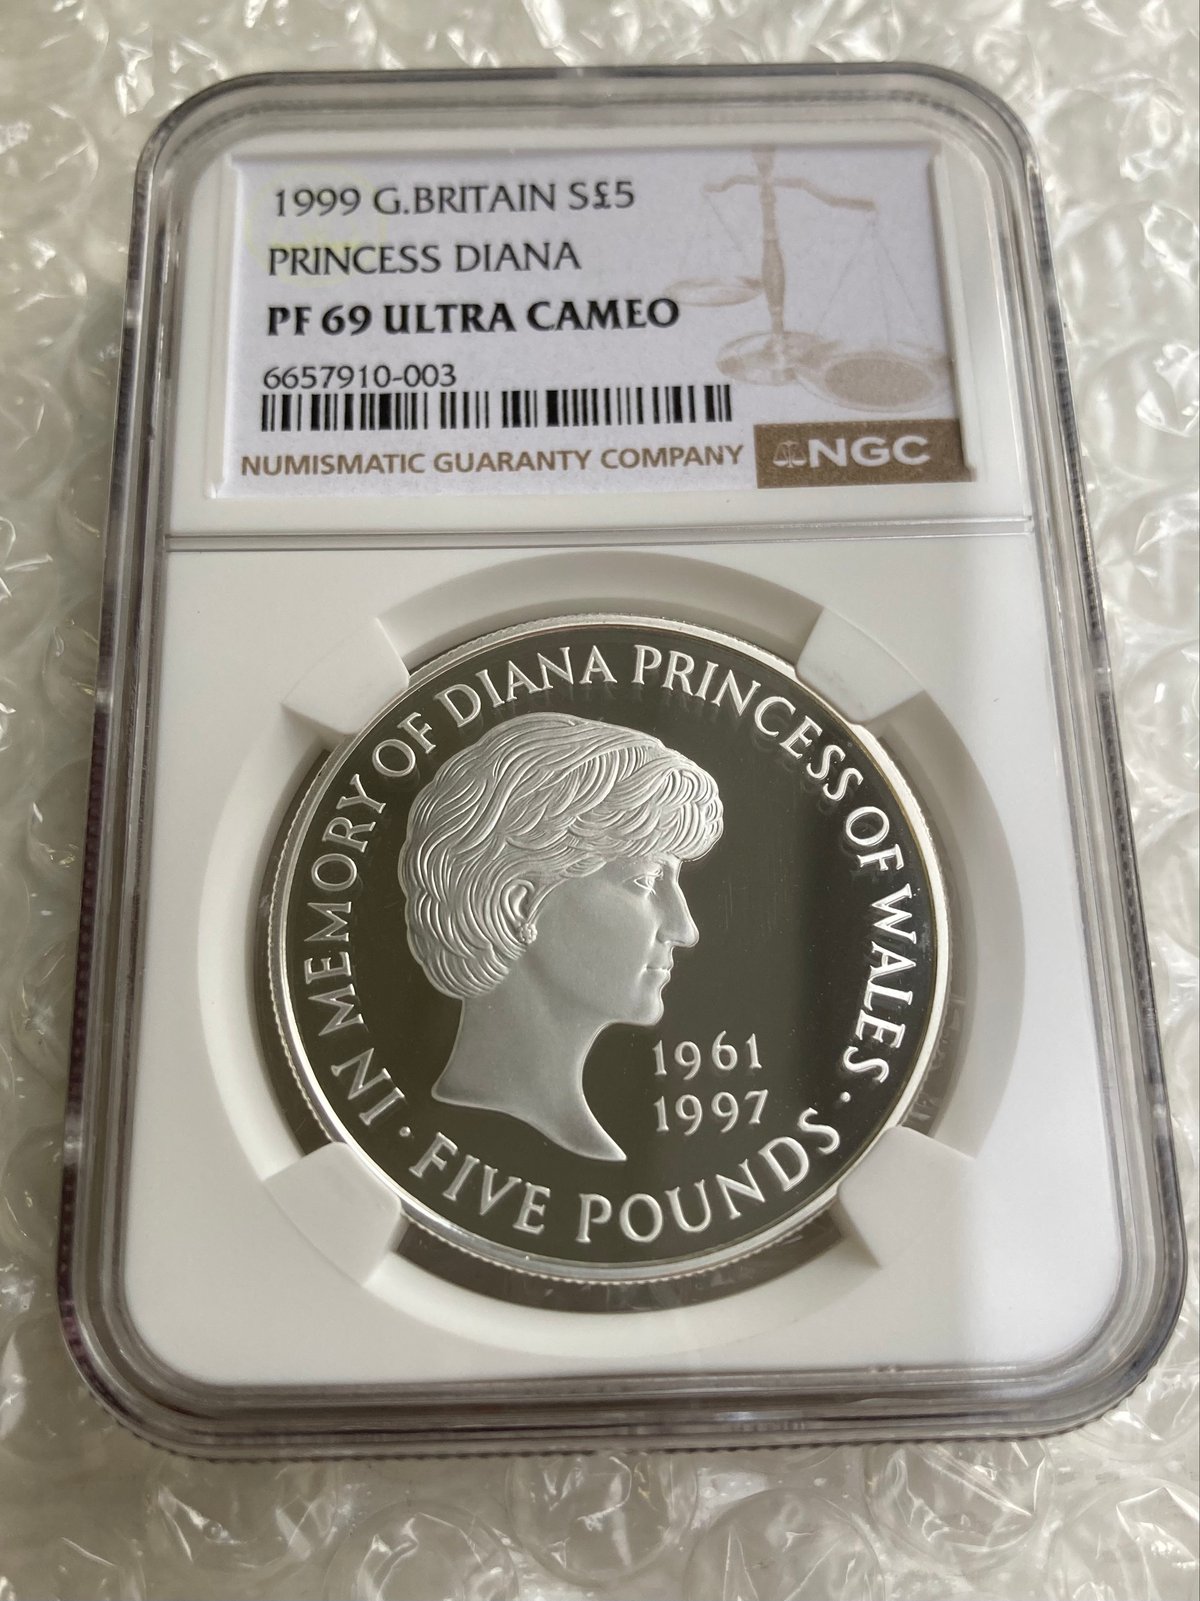 1999 G.BRITAIN S£5
PRINCESS DIANA
PF 69 ULTRA CAMEO
6657910-003
NUMISMATIC GUARANTY COMPANY
NGC
IN MEMORY OF DIANA PRINCESS OF WALES ·
1961
1997
· FIVE POUNDS